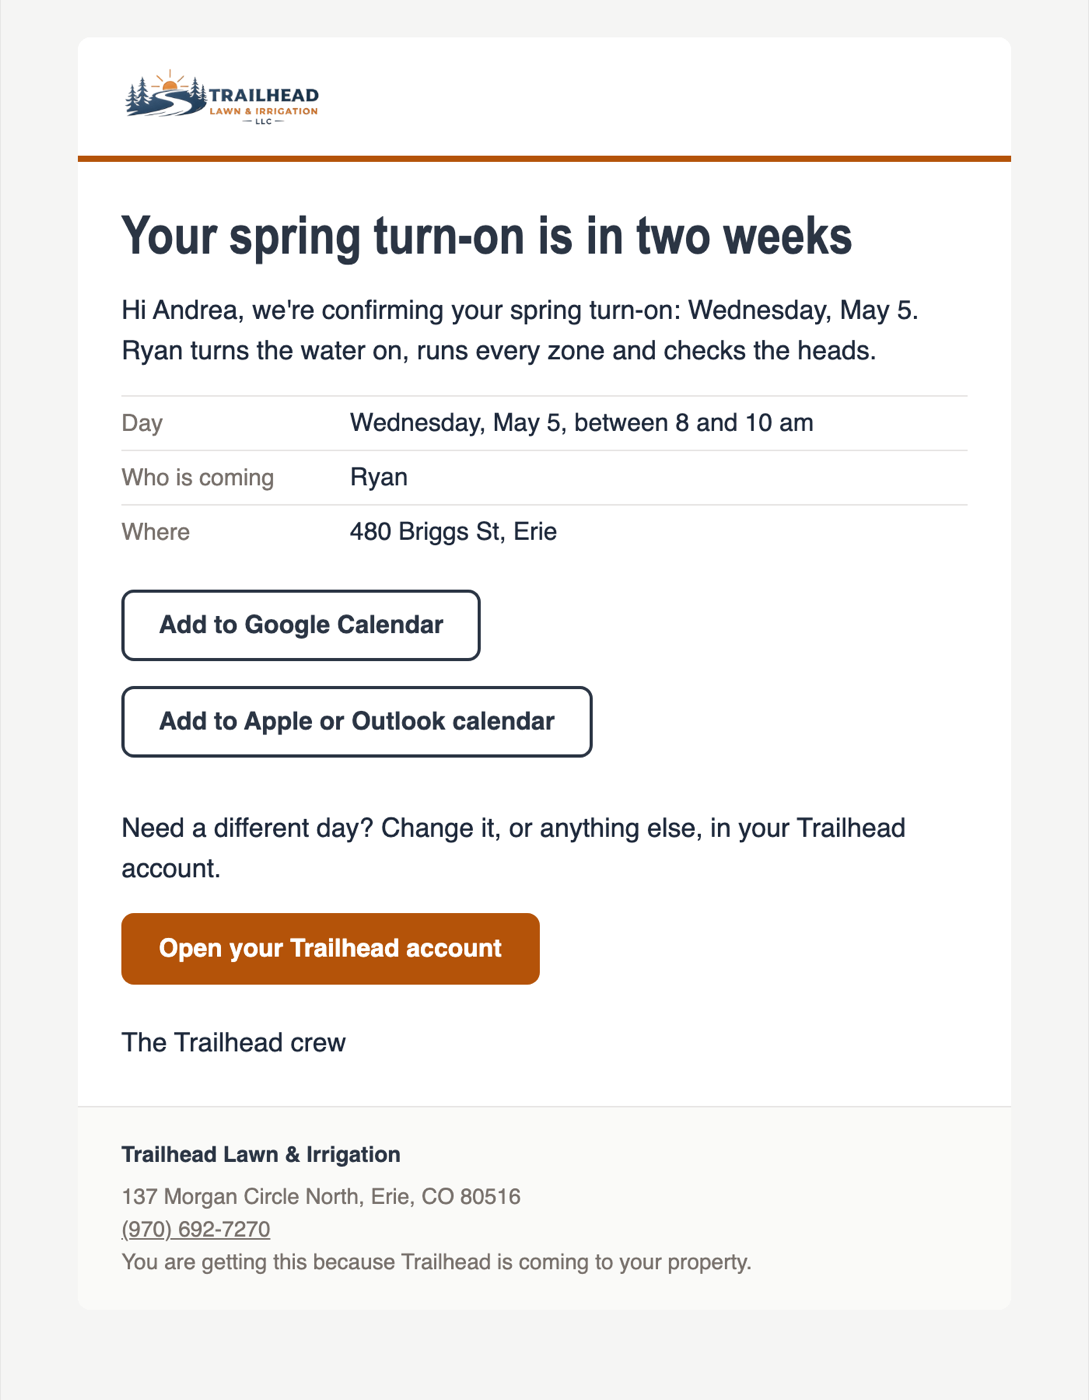 TRAILHEAD
LAWN & IRRIGATION
LLC
Your spring turn-on is in two weeks
Hi Andrea, we're confirming your spring turn-on: Wednesday, May 5.
Ryan turns the water on, runs every zone and checks the heads.
Day Wednesday, May 5, between 8 and 10 am
Who is coming Ryan
Where 480 Briggs St, Erie
Add to Google Calendar
Add to Apple or Outlook calendar
Need a different day? Change it, or anything else, in your Trailhead
account.
Open your Trailhead account
The Trailhead crew
Trailhead Lawn & Irrigation
137 Morgan Circle North, Erie, CO 80516
(970) 692-7270
You are getting this because Trailhead is coming to your property.